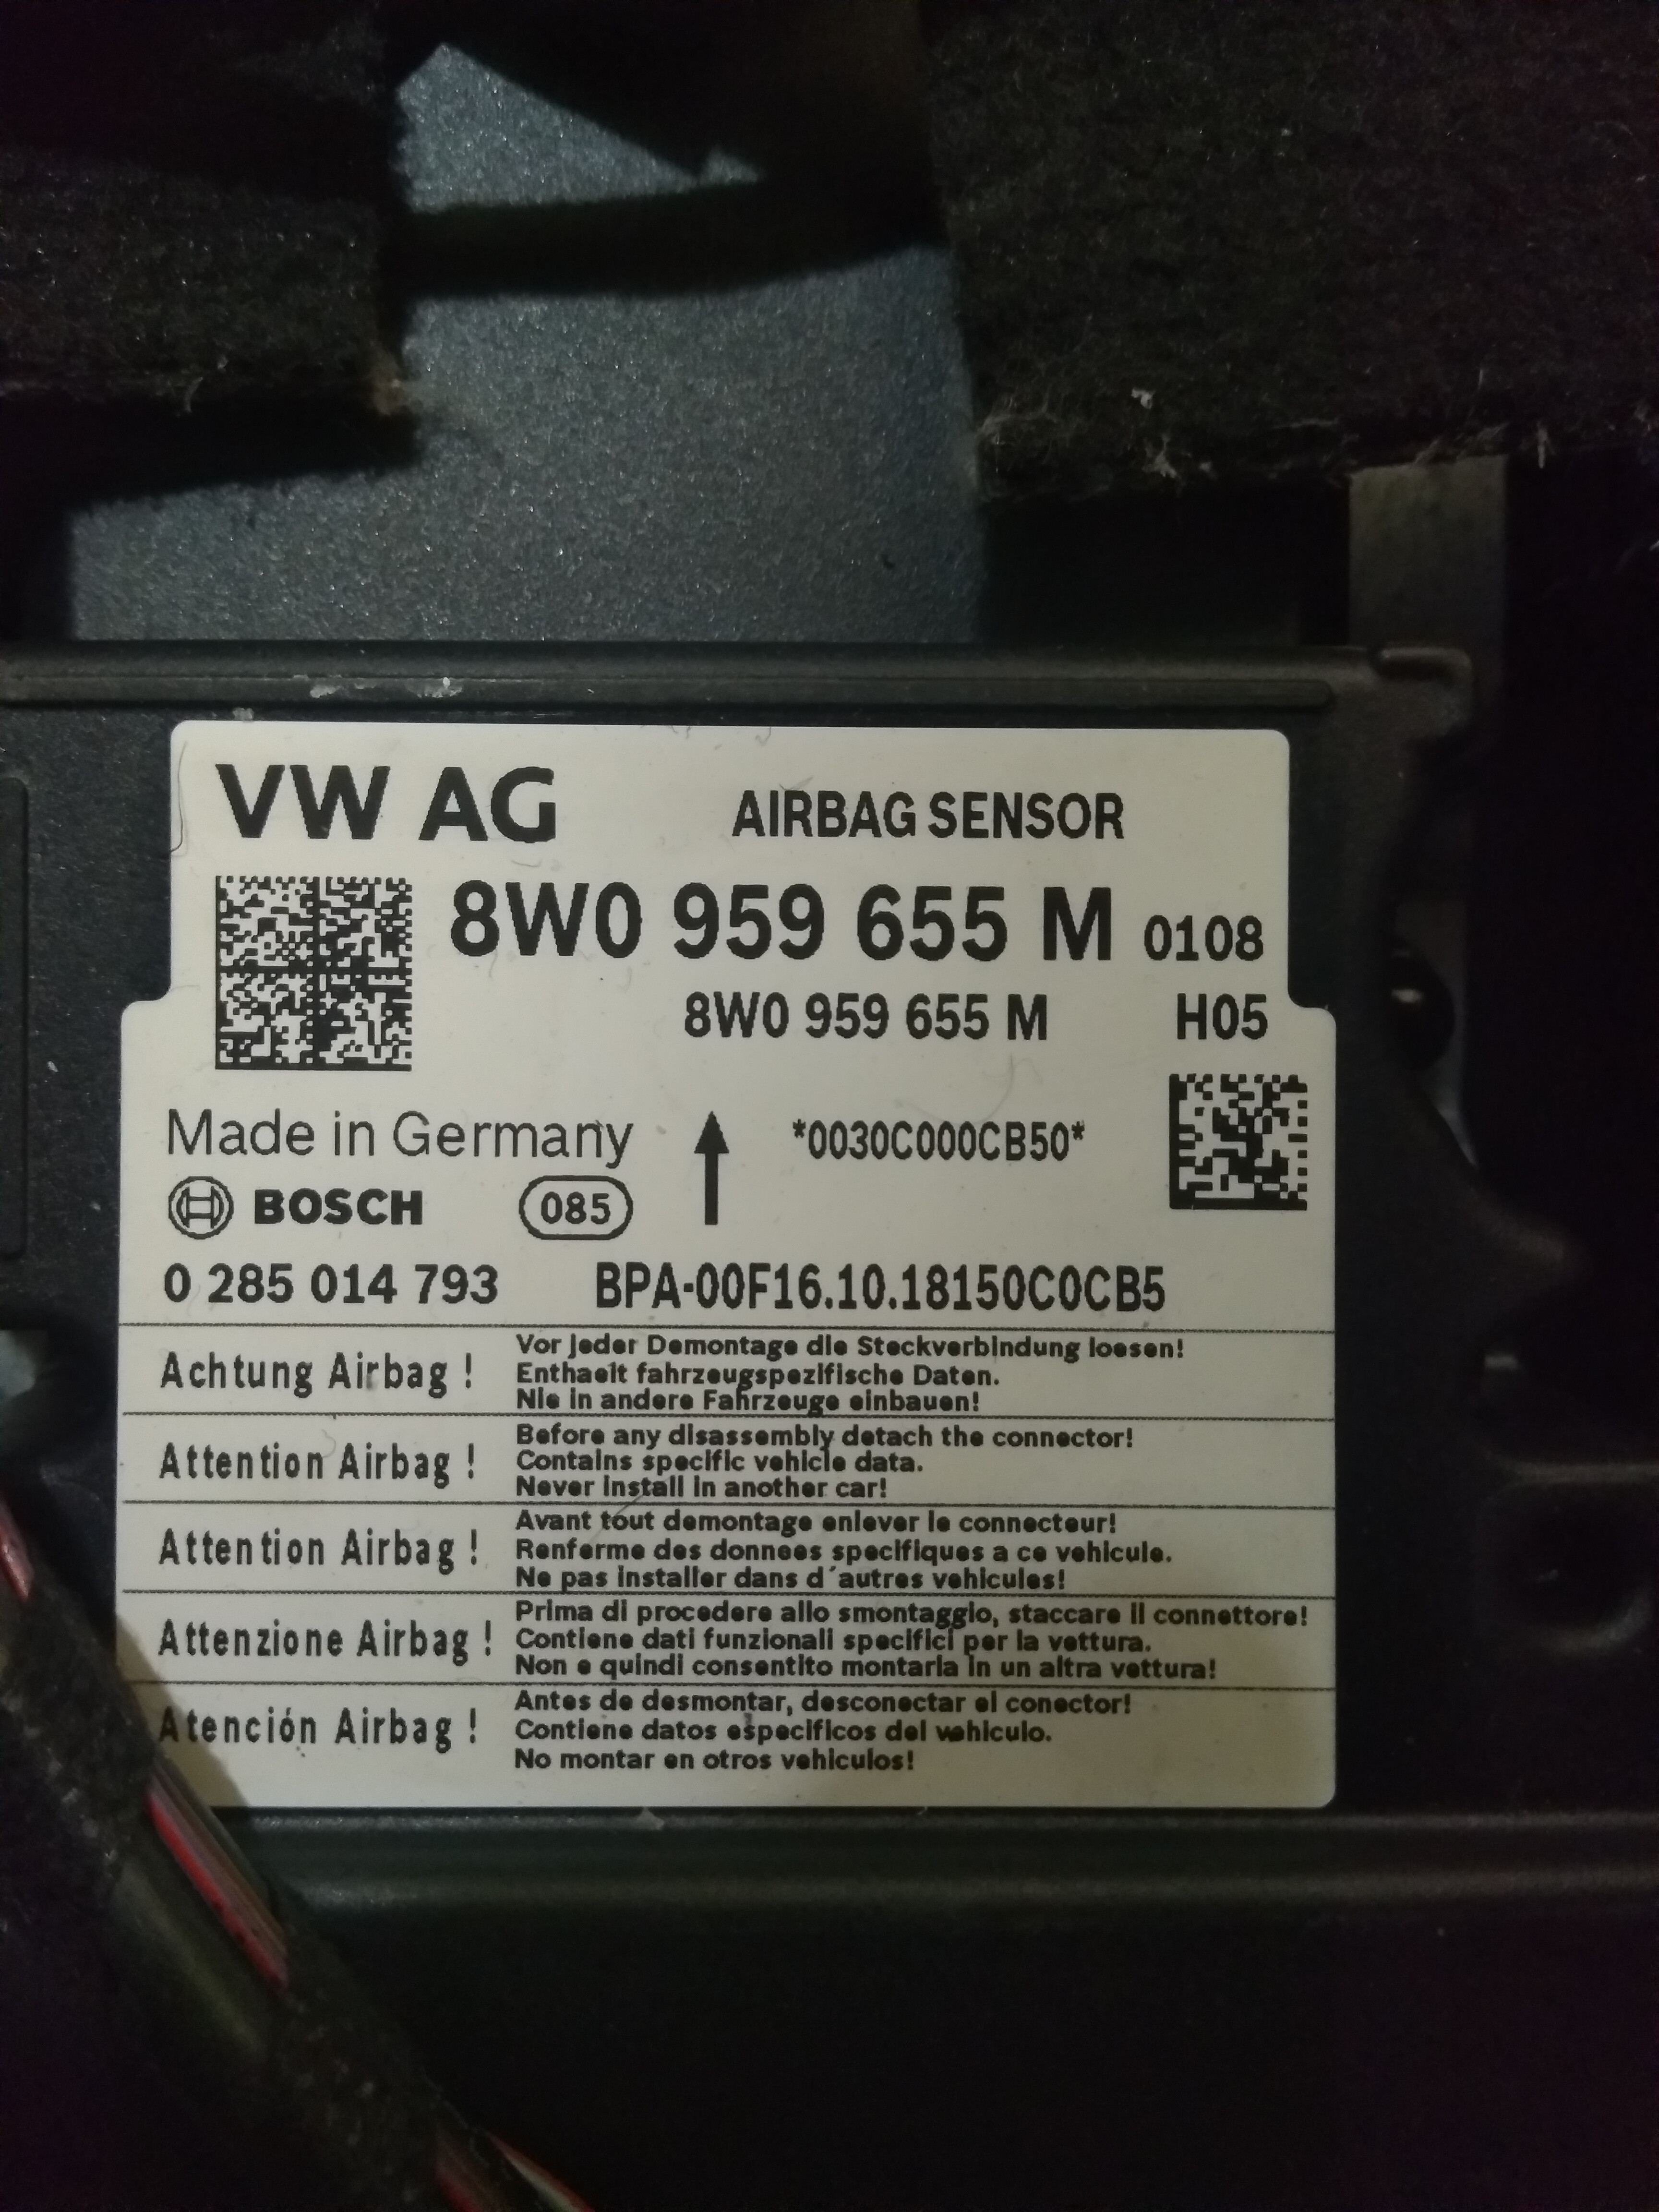 VW AG
AIRBAG SENSOR
8W0 959 655 M 0108
8W0 959 655 M H05
Made in Germany
*0030C000CB50*
BOSCH 085
0 285 014 793 BPA-00F16.10.18150C0CB5
Achtung Airbag !
Vor jeder Demontage die Steckverbindung loesen!
Enthaelt fahrzeugspezifische Daten.
Nie in andere Fahrzeuge einbauen!
Attention Airbag !
Before any disassembly detach the connector!
Contains specific vehicle data.
Never install in another car!
Attention Airbag !
Avant tout demontage enlever le connecteur!
Renferme des donnees specifiques a ce vehicule.
Ne pas installer dans d´autres vehicules!
Attenzione Airbag !
Prima di procedere allo smontaggio, staccare il connettore!
Contiene dati funzionali specifici per la vettura.
Non e quindi consentito montarla in un altra vettura!
Atención Airbag !
Antes de desmontar, desconectar el conector!
Contiene datos especificos del vehiculo.
No montar en otros vehiculos!